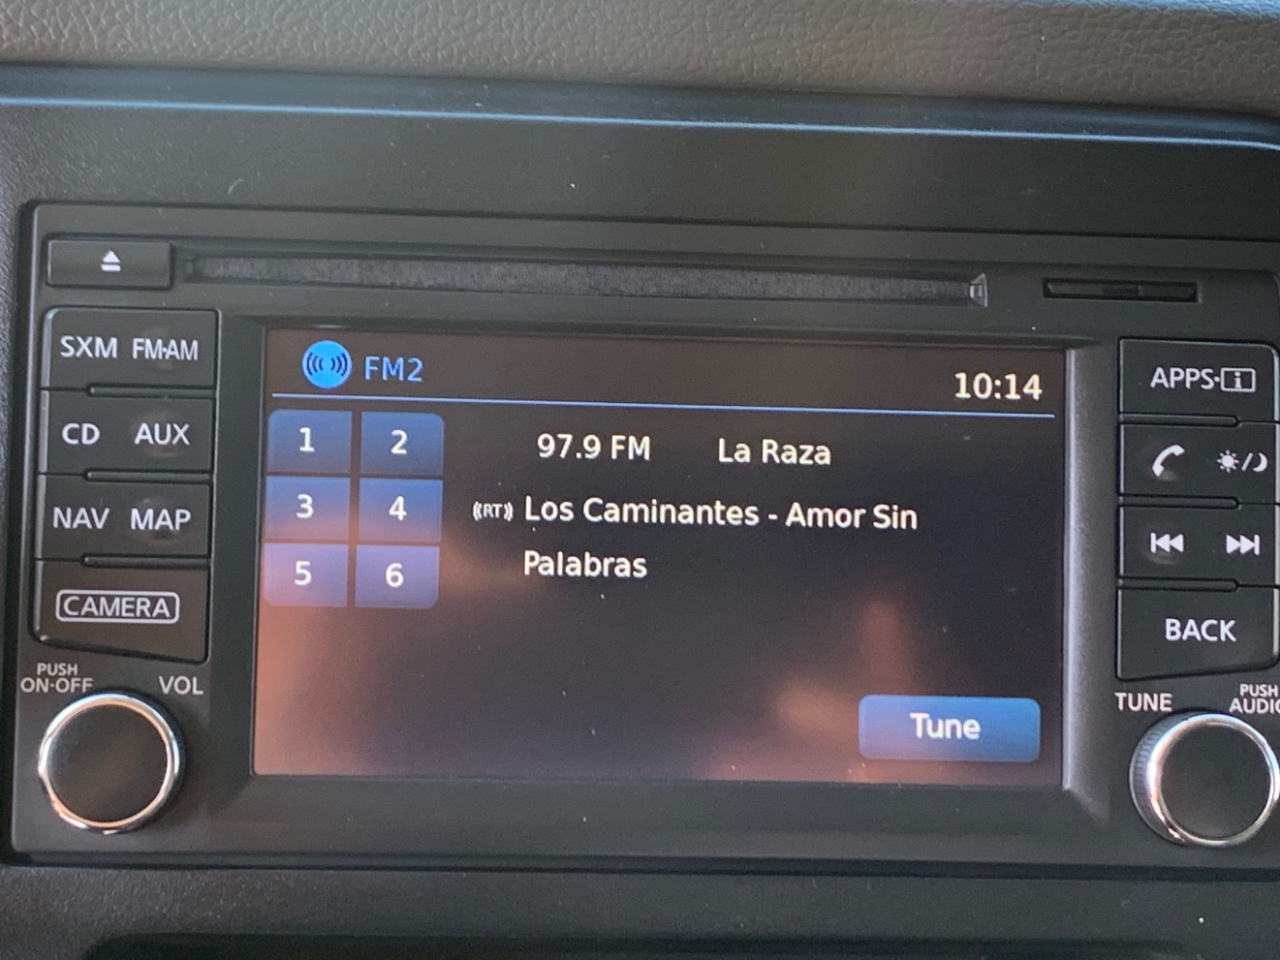 SXM FM·AM
CD AUX
NAV MAP
CAMERA
PUSH
ON·OFF
VOL
FM2
10:14
1 2
3 4
5 6
97.9 FM La Raza
((RT)) Los Caminantes - Amor Sin
Palabras
Tune
APPS·i
BACK
TUNE
PUSH